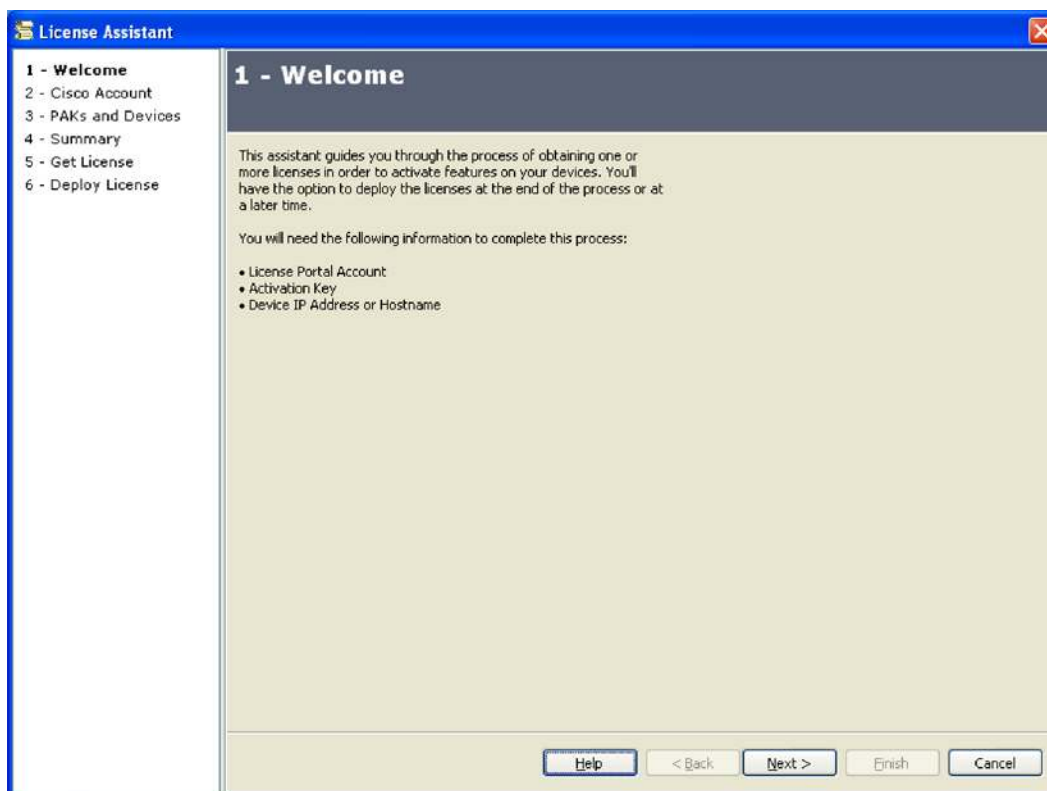 License Assistant
1 - Welcome
2 - Cisco Account
3 - PAKs and Devices
4 - Summary
5 - Get License
6 - Deploy License
1 - Welcome
This assistant guides you through the process of obtaining one or
more licenses in order to activate features on your devices. You'll
have the option to deploy the licenses at the end of the process or at
a later time.
You will need the following information to complete this process:
• License Portal Account
• Activation Key
• Device IP Address or Hostname
Help
< Back
Next >
Finish
Cancel